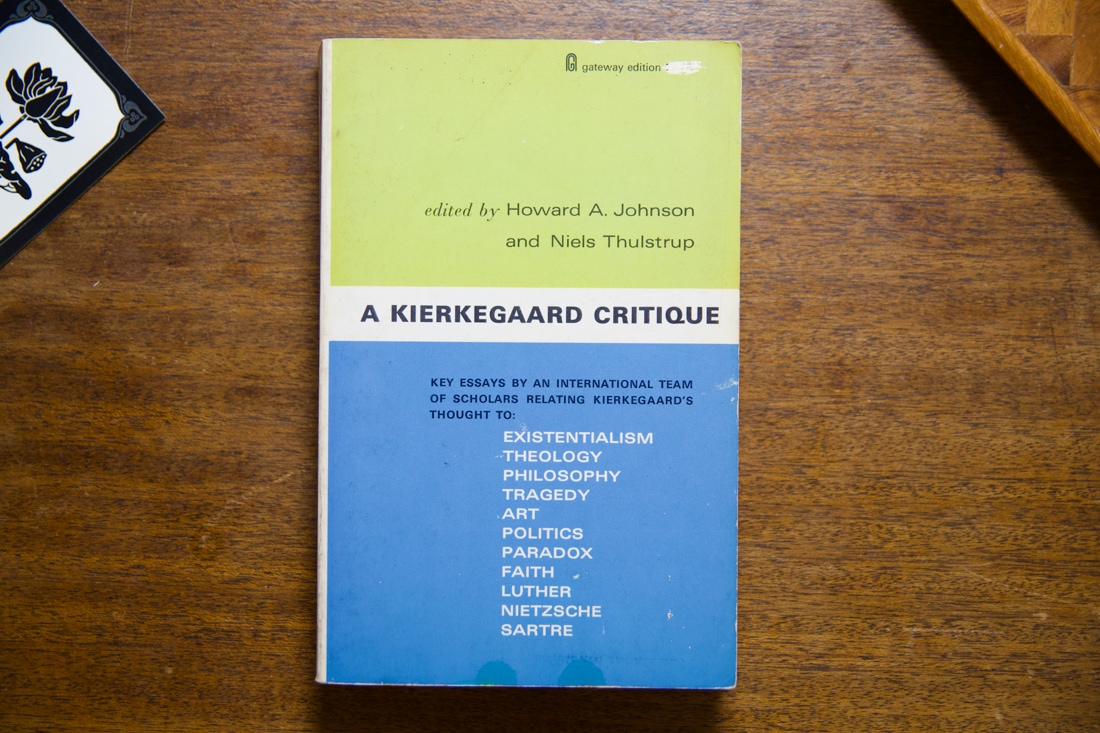 gateway edition
edited by Howard A. Johnson
and Niels Thulstrup
A KIERKEGAARD CRITIQUE
KEY ESSAYS BY AN INTERNATIONAL TEAM
OF SCHOLARS RELATING KIERKEGAARD'S
THOUGHT TO:
EXISTENTIALISM
THEOLOGY
PHILOSOPHY
TRAGEDY
ART
POLITICS
PARADOX
FAITH
LUTHER
NIETZSCHE
SARTRE